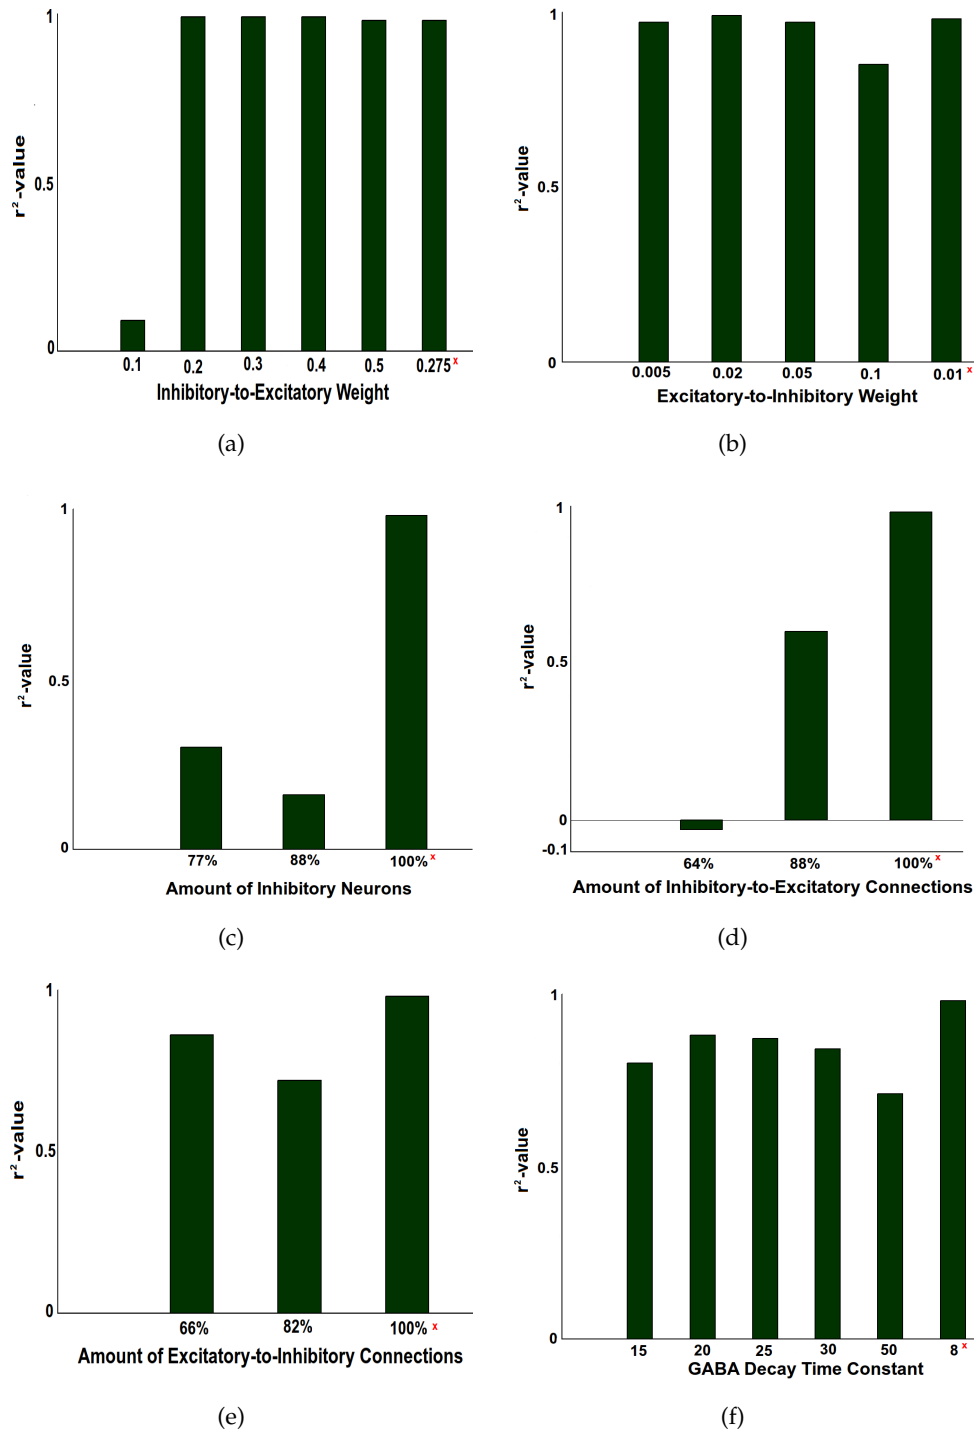 1
r²-value
0.5
0
0.1 0.2 0.3 0.4 0.5 0.275 x
Inhibitory-to-Excitatory Weight
(a)
1
r²-value
0.5
0
0.005 0.02 0.05 0.1 0.01 x
Excitatory-to-Inhibitory Weight
(b)
1
r²-value
0.5
0
77% 88% 100% x
Amount of Inhibitory Neurons
(c)
1
r²-value
0.5
0
-0.1
64% 88% 100% x
Amount of Inhibitory-to-Excitatory Connections
(d)
1
r²-value
0.5
0
66% 82% 100% x
Amount of Excitatory-to-Inhibitory Connections
(e)
1
r²-value
0.5
0
15 20 25 30 50 8 x
GABA Decay Time Constant
(f)